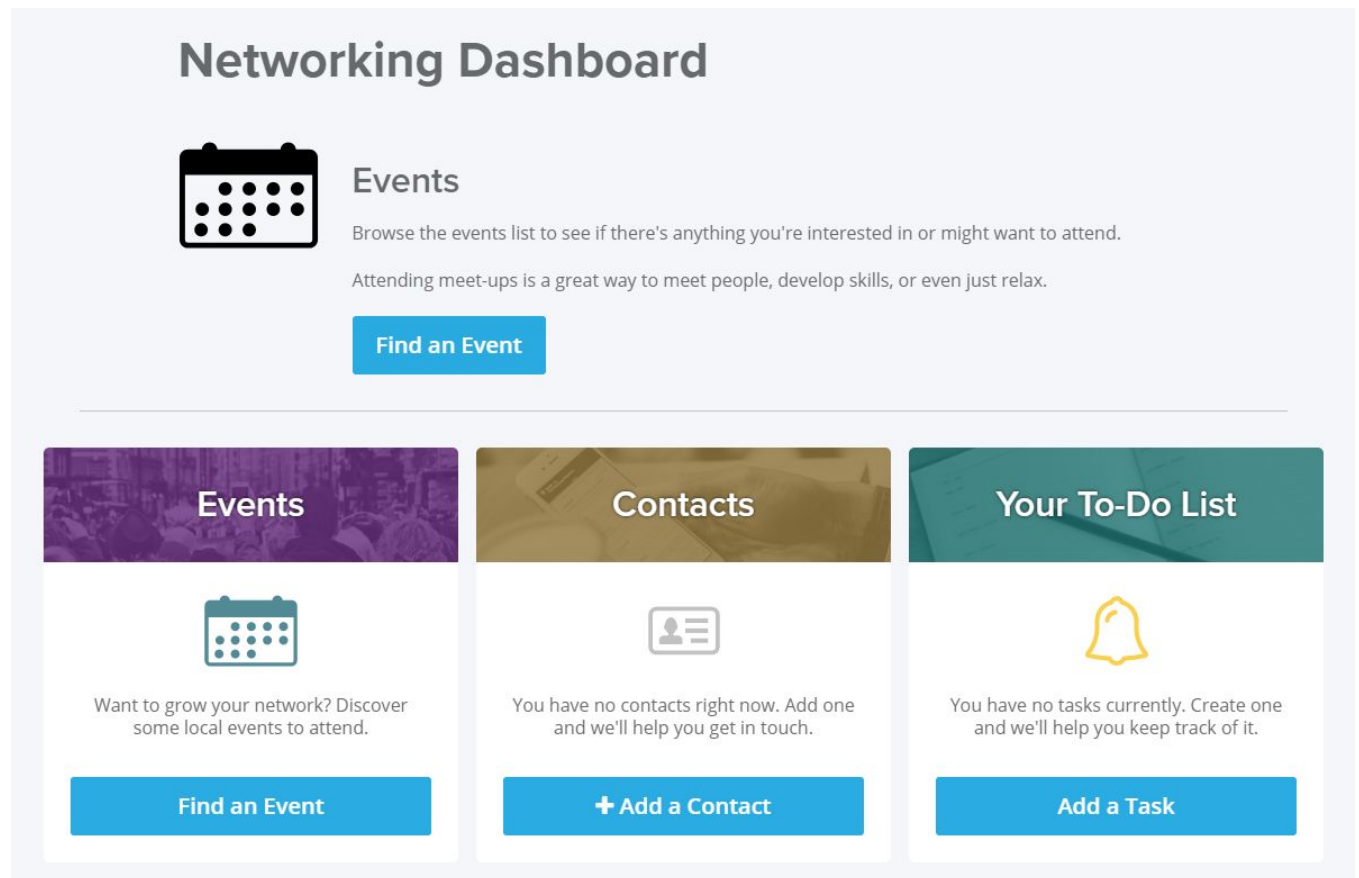 Networking Dashboard
Events
Browse the events list to see if there's anything you're interested in or might want to attend.
Attending meet-ups is a great way to meet people, develop skills, or even just relax.
Find an Event
Events
Want to grow your network? Discover
some local events to attend.
Find an Event
Contacts
You have no contacts right now. Add one
and we'll help you get in touch.
+ Add a Contact
Your To-Do List
You have no tasks currently. Create one
and we'll help you keep track of it.
Add a Task